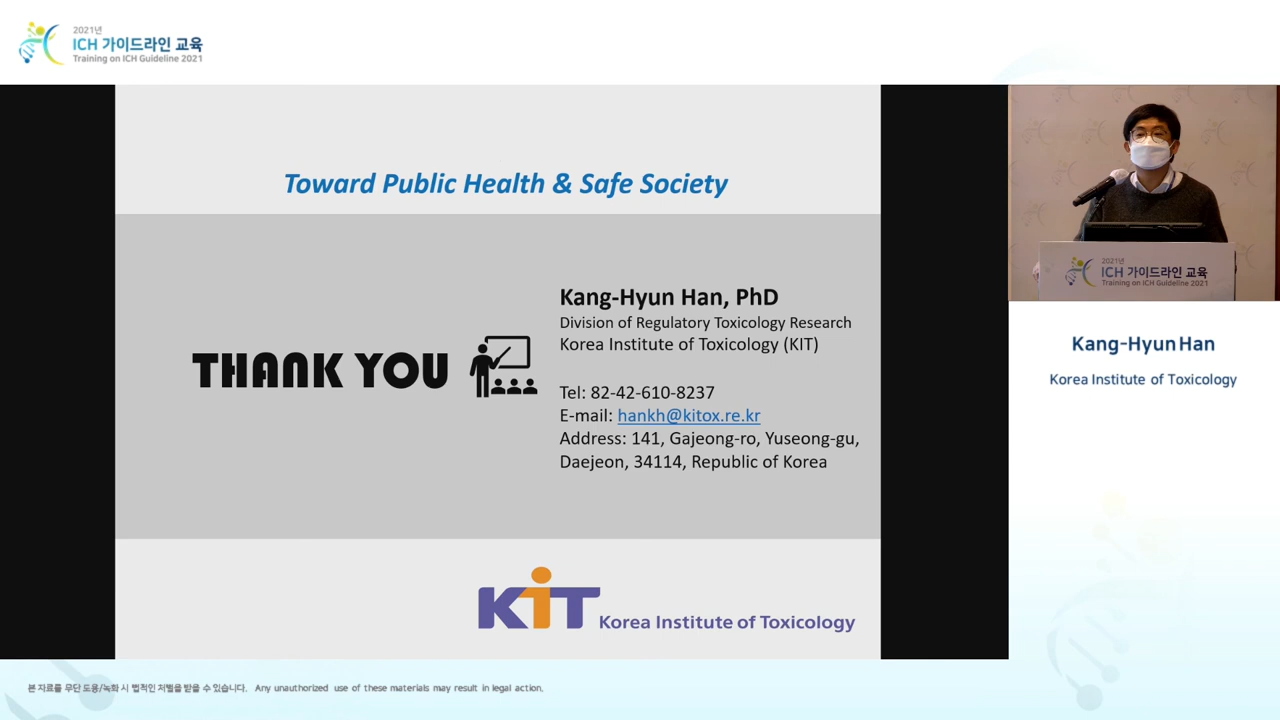 2021년
ICH 가이드라인 교육
Training on ICH Guideline 2021
Toward Public Health & Safe Society
THANK YOU
Kang-Hyun Han, PhD
Division of Regulatory Toxicology Research
Korea Institute of Toxicology (KIT)
Tel: 82-42-610-8237
E-mail: hankh@kitox.re.kr
Address: 141, Gajeong-ro, Yuseong-gu,
Daejeon, 34114, Republic of Korea
KiT Korea Institute of Toxicology
2021년
ICH 가이드라인 교육
Training on ICH Guideline 2021
Kang-Hyun Han
Korea Institute of Toxicology
본 자료를 무단 도용/녹화 시 법적인 처벌을 받을 수 있습니다. Any unauthorized use of these materials may result in legal action.